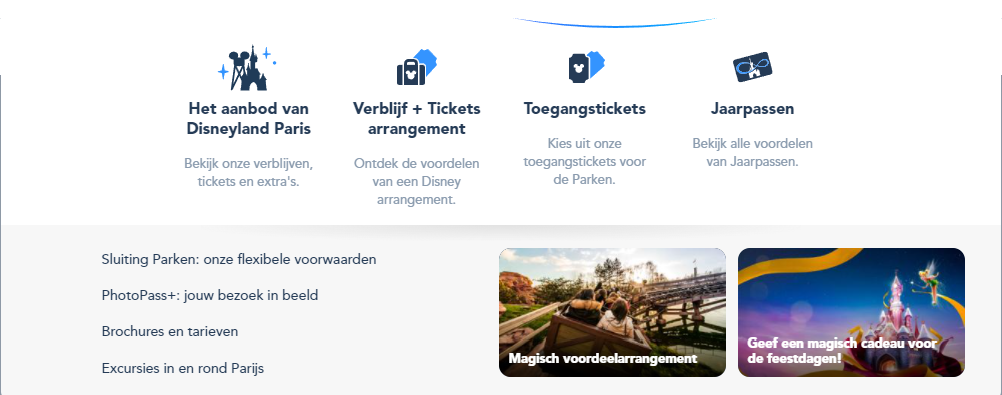 Het aanbod van
Disneyland Paris
Bekijk onze verblijven,
tickets en extra's.
Verblijf + Tickets
arrangement
Ontdek de voordelen
van een Disney
arrangement.
Toegangstickets
Kies uit onze
toegangstickets voor
de Parken.
Jaarpassen
Bekijk alle voordelen
van Jaarpassen.
Sluiting Parken: onze flexibele voorwaarden
PhotoPass+: jouw bezoek in beeld
Brochures en tarieven
Excursies in en rond Parijs
Magisch voordeelarrangement
Geef een magisch cadeau voor
de feestdagen!